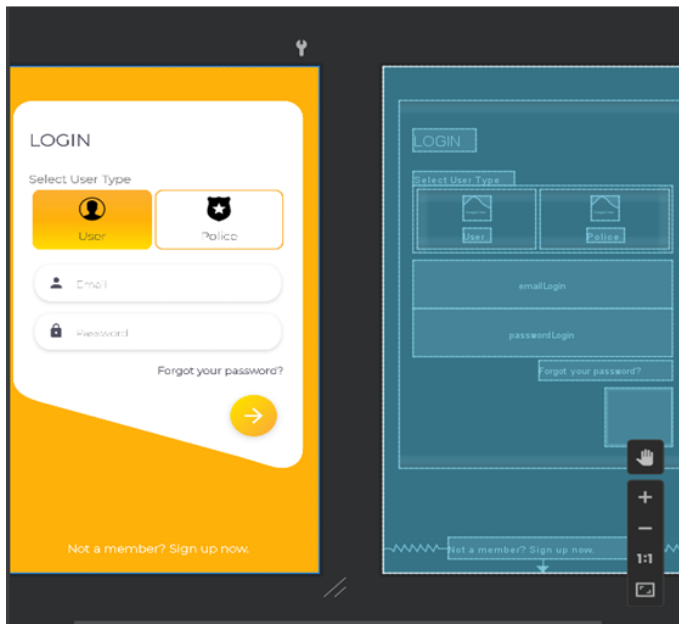 LOGIN
Select User Type
User
Police
Email
Password
Forgot your password?
Not a member? Sign up now.
LOGIN
Select User Type
User
Police
emailLogin
passwordLogin
Forgot your password?
Not a member? Sign up now.
1:1